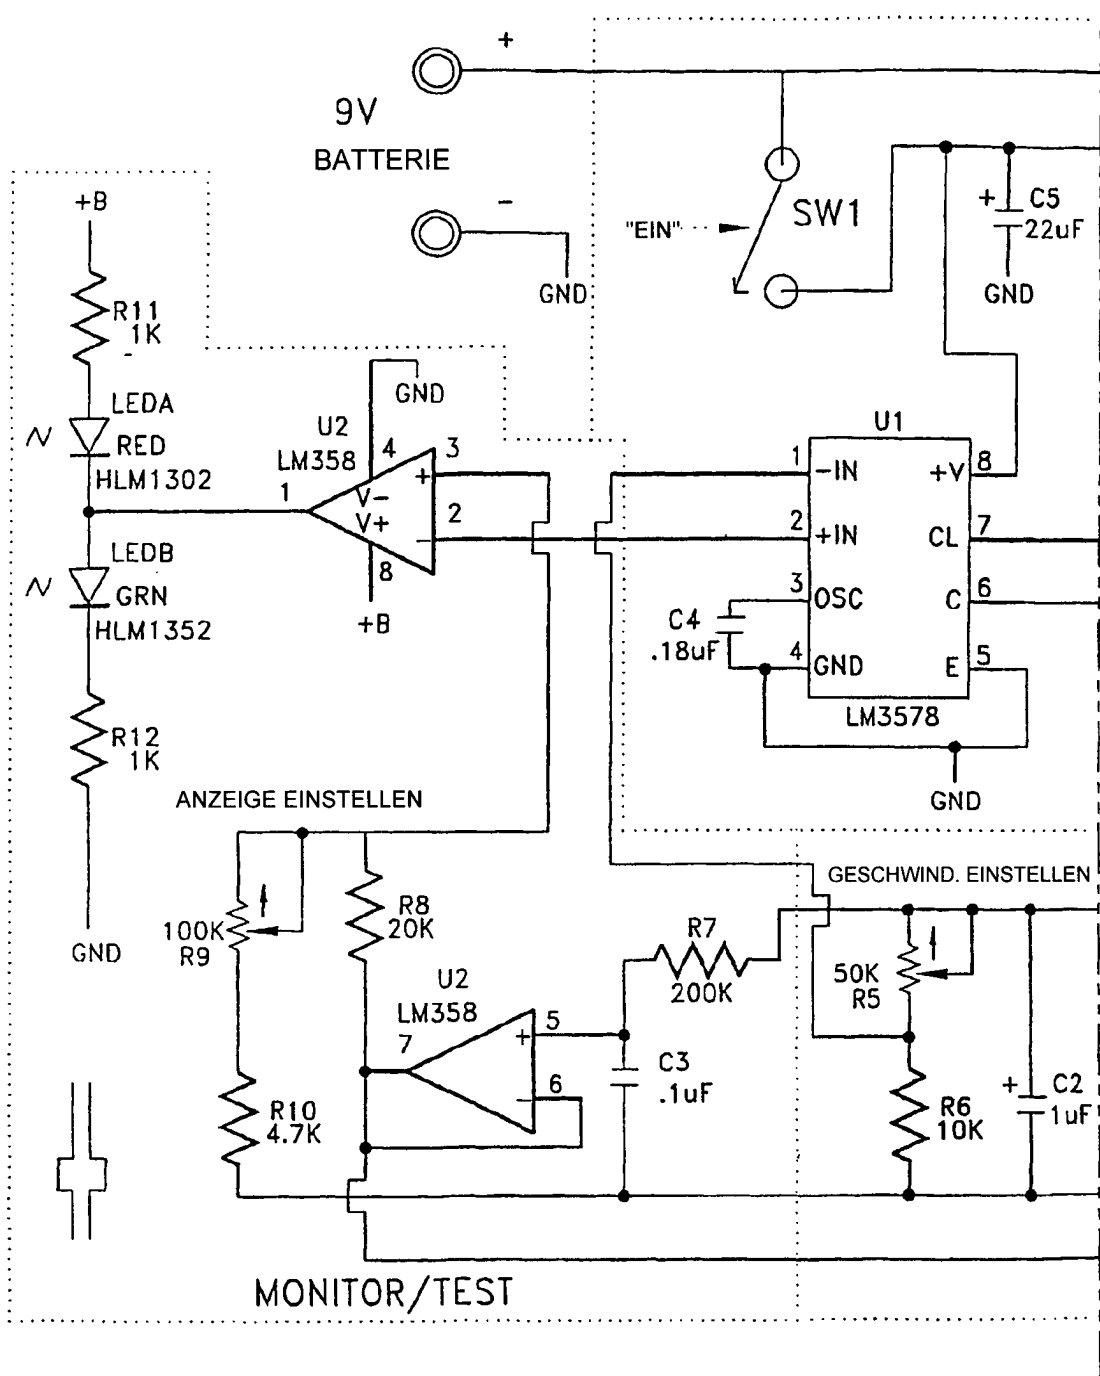 +
9V
BATTERIE
-
GND
+B
R11
1K
LEDA
RED
HLM1302
LEDB
GRN
HLM1352
R12
1K
GND
"EIN"
SW1
+
C5
22uF
GND
GND
U2
LM358
4
3
+
1
V-
V+
2
-
8
+B
U1
1
-IN
+V
8
2
+IN
CL
7
3
OSC
C
6
C4
.18uF
4
GND
E
5
LM3578
GND
ANZEIGE EINSTELLEN
GESCHWIND. EINSTELLEN
100K
R9
R8
20K
R7
200K
50K
R5
U2
LM358
7
5
+
6
-
C3
.1uF
R10
4.7K
R6
10K
+
C2
1uF
MONITOR/TEST